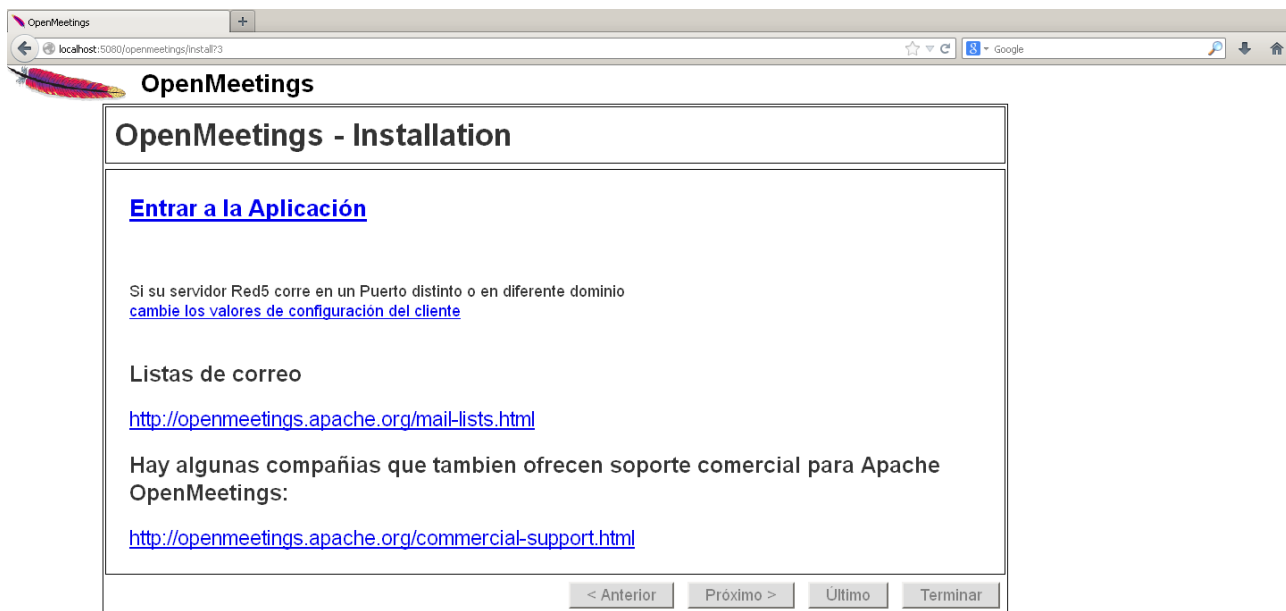 OpenMeetings
localhost:5080/openmeetings/install?3
Google
OpenMeetings
OpenMeetings - Installation
Entrar a la Aplicación
Si su servidor Red5 corre en un Puerto distinto o en diferente dominio
cambie los valores de configuración del cliente
Listas de correo
http://openmeetings.apache.org/mail-lists.html
Hay algunas compañias que tambien ofrecen soporte comercial para Apache
OpenMeetings:
http://openmeetings.apache.org/commercial-support.html
< Anterior
Próximo >
Último
Terminar